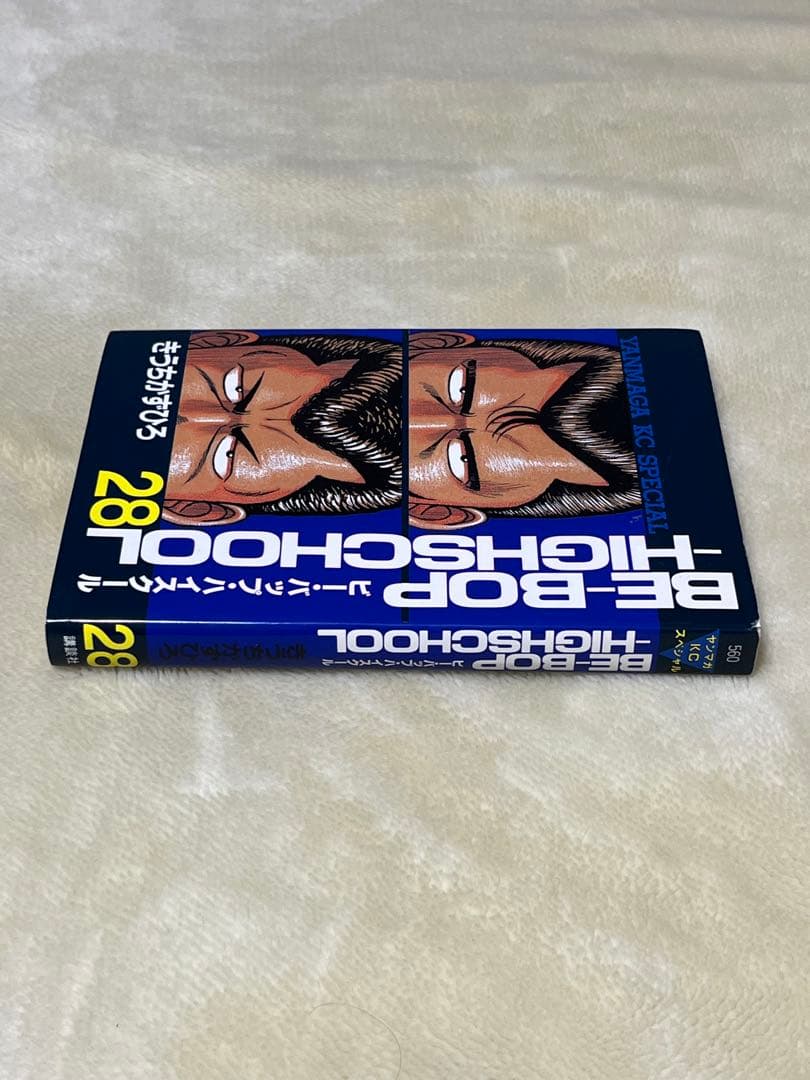 YANMAGA KC SPECIAL
BE-BOP
-HIGHSCHOOL
ビー・バップ・ハイスクール
28
きうちかずひろ
560
ヤンマガ
KC
スペシャル
BE-BOP
-HIGHSCHOOL
ビー・バップ・ハイスクール
きうちかずひろ
28
講談社